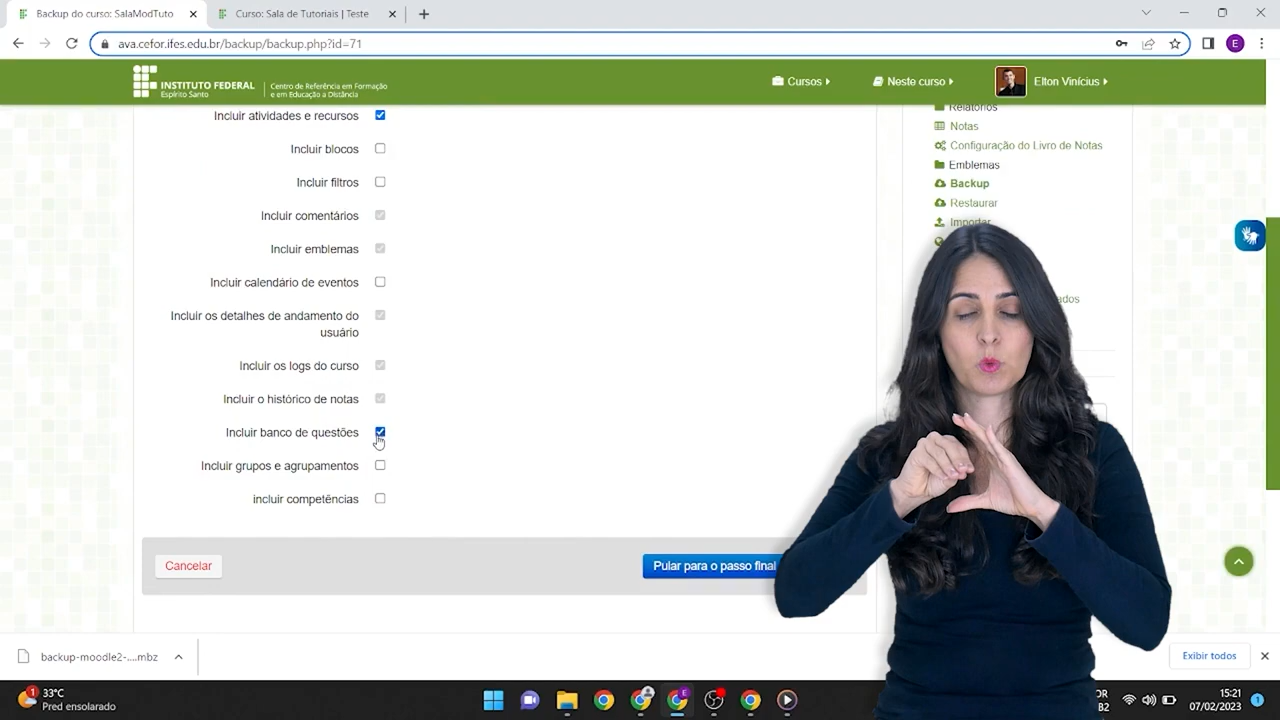 Backup do curso: SalaModTuto
Curso: Sala de Tutoriais | Teste
ava.cefor.ifes.edu.br/backup/backup.php?id=71
E
INSTITUTO FEDERAL
Espírito Santo
Centro de Referência em Formação
e em Educação a Distância
Cursos
Neste curso
Elton Vinícius
Incluir atividades e recursos
Incluir blocos
Incluir filtros
Incluir comentários
Incluir emblemas
Incluir calendário de eventos
Incluir os detalhes de andamento do
usuário
Incluir os logs do curso
Incluir o histórico de notas
Incluir banco de questões
Incluir grupos e agrupamentos
incluir competências
Relatórios
Notas
Configuração do Livro de Notas
Emblemas
Backup
Restaurar
Importar
ados
Cancelar
Pular para o passo final
backup-moodle2-....mbz
Exibir todos
1
33°C
Pred ensolarado
E
OR
B2
15:21
07/02/2023
1